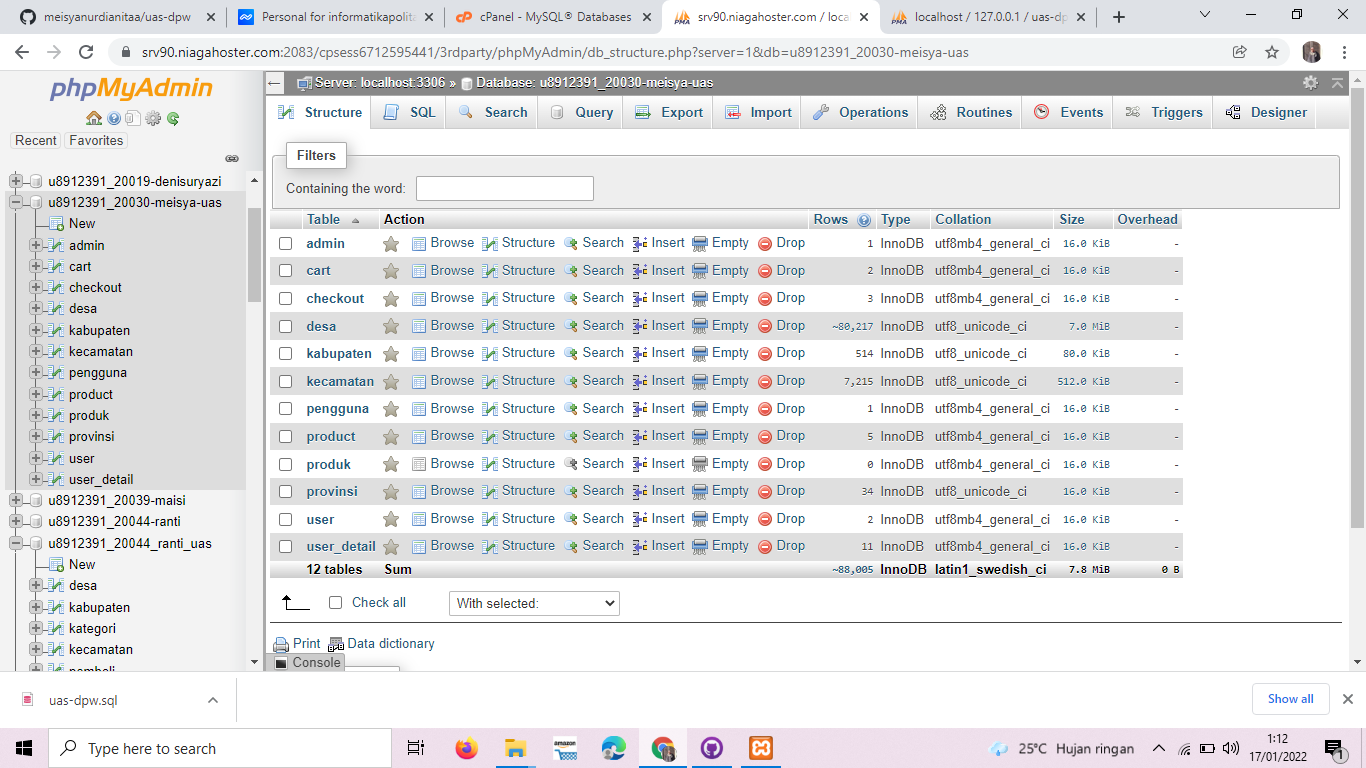 meisyanurdianitaa/uas-dpw
Personal for informatikapolita
cPanel - MySQL® Databases
srv90.niagahoster.com / loca
localhost / 127.0.0.1 / uas-dp
srv90.niagahoster.com:2083/cpsess6712595441/3rdparty/phpMyAdmin/db_structure.php?server=1&db=u8912391_20030-meisya-uas
phpMyAdmin
Recent Favorites
u8912391_20019-denisuryazi
u8912391_20030-meisya-uas
New
admin
cart
checkout
desa
kabupaten
kecamatan
pengguna
product
produk
provinsi
user
user_detail
u8912391_20039-maisi
u8912391_20044-ranti
u8912391_20044_ranti_uas
New
desa
kabupaten
kategori
kecamatan
pembeli
Server: localhost:3306 » Database: u8912391_20030-meisya-uas
Structure SQL Search Query Export Import Operations Routines Events Triggers Designer
Filters
Containing the word:
Table Action Rows Type Collation Size Overhead
admin Browse Structure Search Insert Empty Drop 1 InnoDB utf8mb4_general_ci 16.0 KiB -
cart Browse Structure Search Insert Empty Drop 2 InnoDB utf8mb4_general_ci 16.0 KiB -
checkout Browse Structure Search Insert Empty Drop 3 InnoDB utf8mb4_general_ci 16.0 KiB -
desa Browse Structure Search Insert Empty Drop ~80,217 InnoDB utf8_unicode_ci 7.0 MiB -
kabupaten Browse Structure Search Insert Empty Drop 514 InnoDB utf8_unicode_ci 80.0 KiB -
kecamatan Browse Structure Search Insert Empty Drop 7,215 InnoDB utf8_unicode_ci 512.0 KiB -
pengguna Browse Structure Search Insert Empty Drop 1 InnoDB utf8mb4_general_ci 16.0 KiB -
product Browse Structure Search Insert Empty Drop 5 InnoDB utf8mb4_general_ci 16.0 KiB -
produk Browse Structure Search Insert Empty Drop 0 InnoDB utf8mb4_general_ci 16.0 KiB -
provinsi Browse Structure Search Insert Empty Drop 34 InnoDB utf8_unicode_ci 16.0 KiB -
user Browse Structure Search Insert Empty Drop 2 InnoDB utf8mb4_general_ci 16.0 KiB -
user_detail Browse Structure Search Insert Empty Drop 11 InnoDB utf8mb4_general_ci 16.0 KiB -
12 tables Sum ~88,005 InnoDB latin1_swedish_ci 7.8 MiB 0 B
Check all With selected:
Print Data dictionary
Console
uas-dpw.sql
Show all
Type here to search
amazon
25°C Hujan ringan
1:12
17/01/2022
1